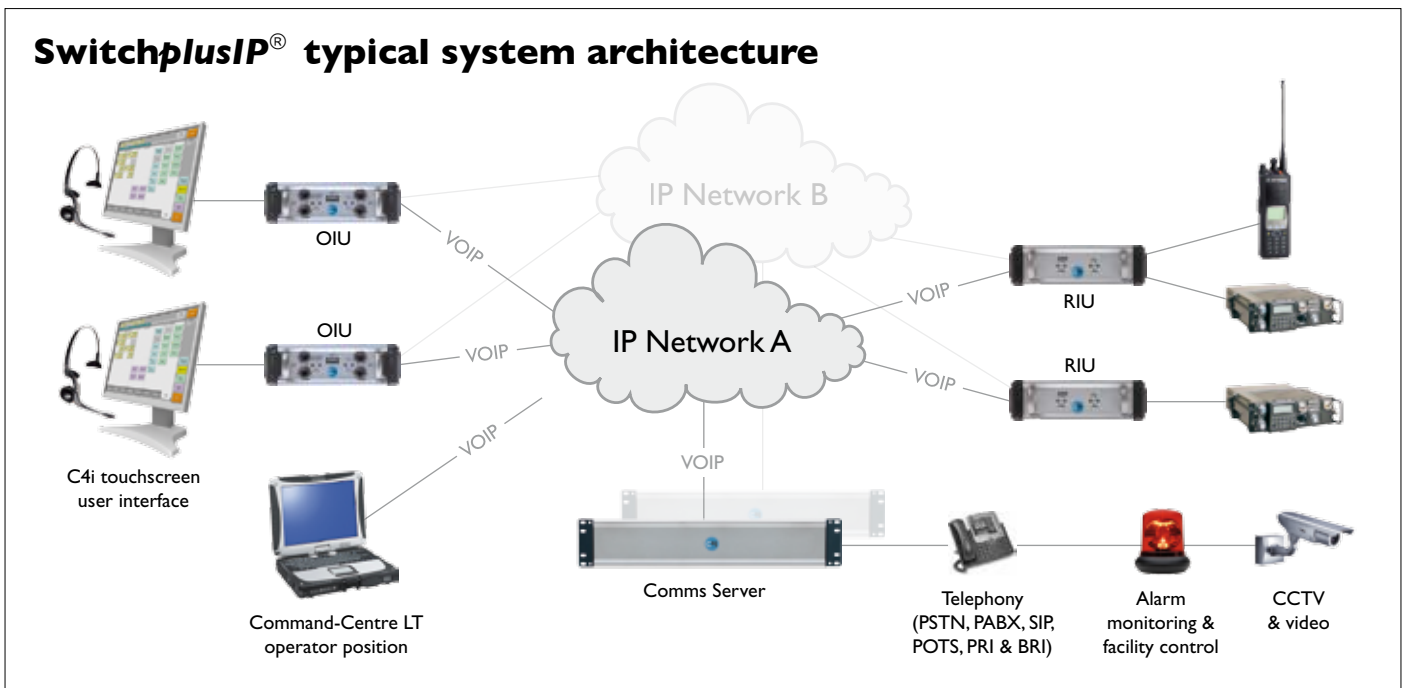 SwitchplusIP® typical system architecture
IP Network B
OIU
VOIP
IP Network A
VOIP
RIU
OIU
VOIP
RIU
VOIP
VOIP
VOIP
C4i touchscreen
user interface
Command-Centre LT
operator position
Comms Server
Telephony
(PSTN, PABX, SIP,
POTS, PRI & BRI)
Alarm
monitoring &
facility control
CCTV
& video